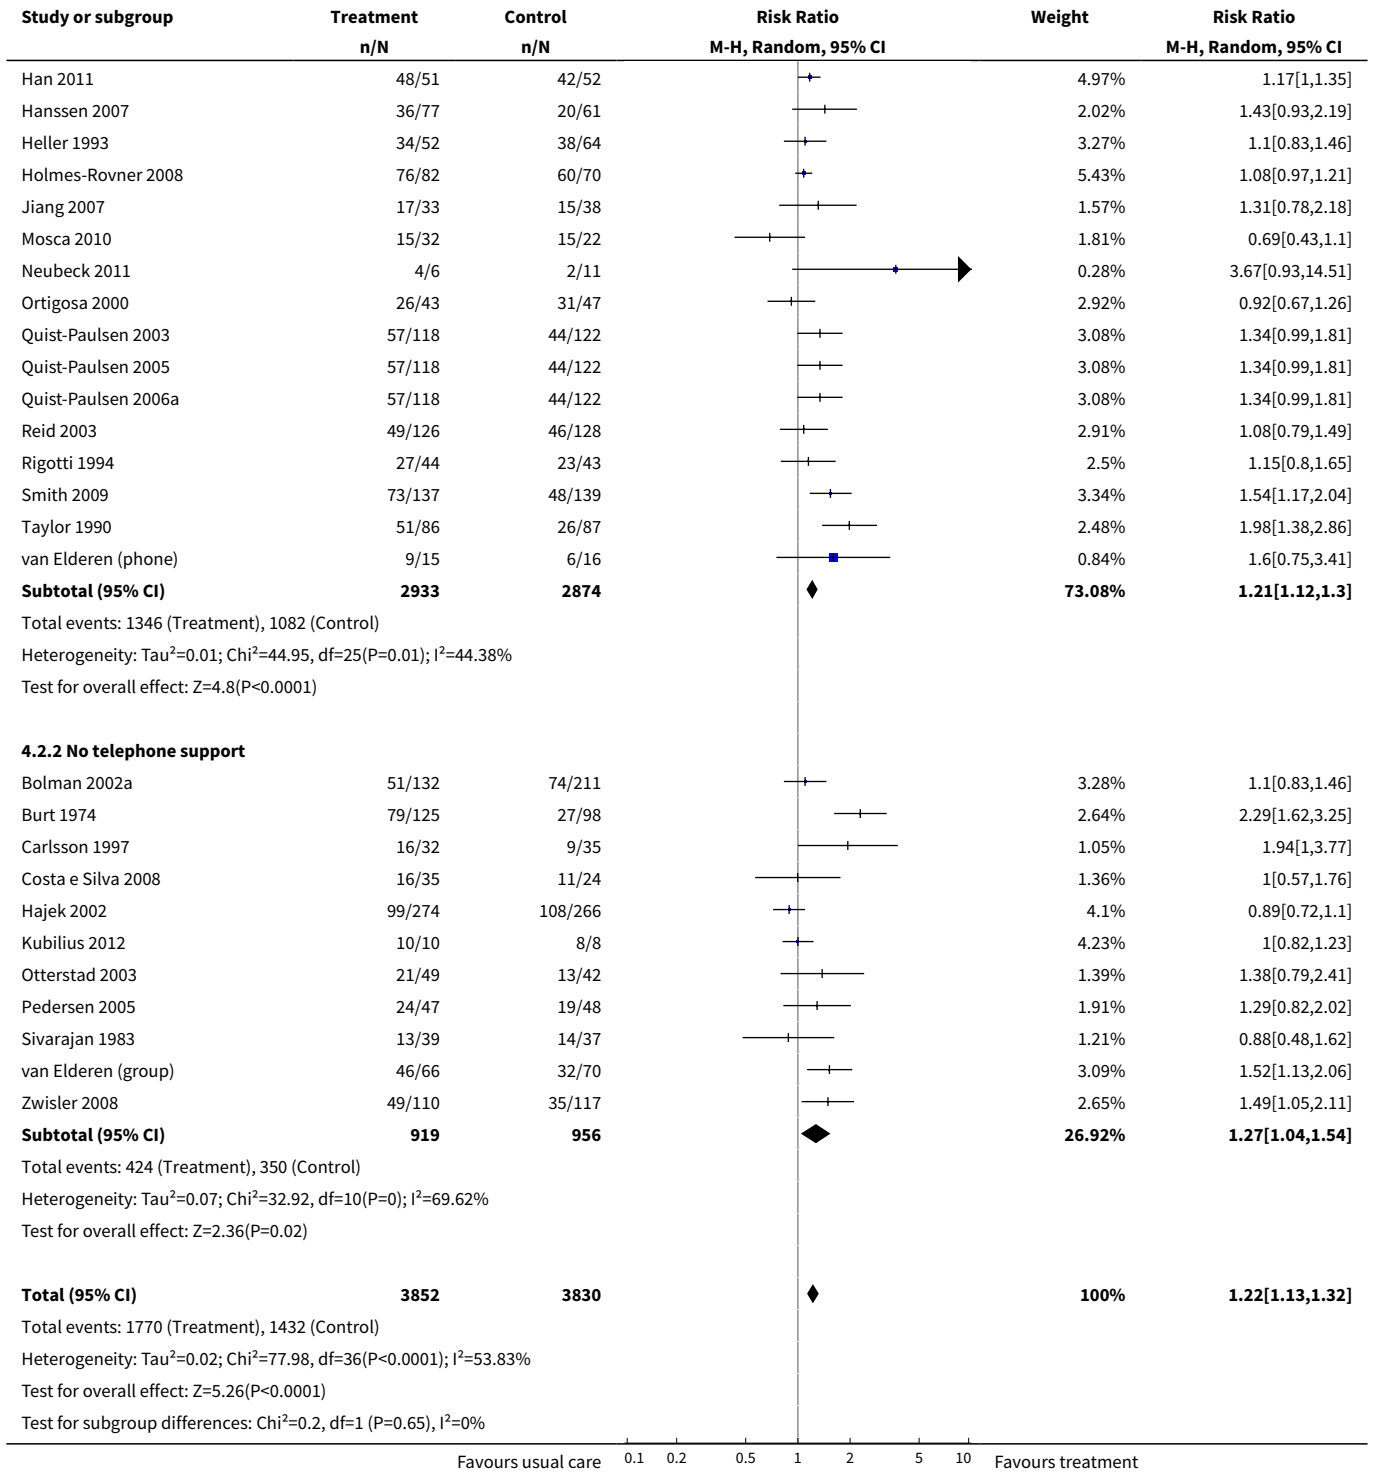 Study or subgroup Treatment Control Risk Ratio Weight Risk Ratio
n/N n/N M-H, Random, 95% CI M-H, Random, 95% CI
Han 2011 48/51 42/52 4.97% 1.17[1,1.35]
Hanssen 2007 36/77 20/61 2.02% 1.43[0.93,2.19]
Heller 1993 34/52 38/64 3.27% 1.1[0.83,1.46]
Holmes-Rovner 2008 76/82 60/70 5.43% 1.08[0.97,1.21]
Jiang 2007 17/33 15/38 1.57% 1.31[0.78,2.18]
Mosca 2010 15/32 15/22 1.81% 0.69[0.43,1.1]
Neubeck 2011 4/6 2/11 0.28% 3.67[0.93,14.51]
Ortigosa 2000 26/43 31/47 2.92% 0.92[0.67,1.26]
Quist-Paulsen 2003 57/118 44/122 3.08% 1.34[0.99,1.81]
Quist-Paulsen 2005 57/118 44/122 3.08% 1.34[0.99,1.81]
Quist-Paulsen 2006a 57/118 44/122 3.08% 1.34[0.99,1.81]
Reid 2003 49/126 46/128 2.91% 1.08[0.79,1.49]
Rigotti 1994 27/44 23/43 2.5% 1.15[0.8,1.65]
Smith 2009 73/137 48/139 3.34% 1.54[1.17,2.04]
Taylor 1990 51/86 26/87 2.48% 1.98[1.38,2.86]
van Elderen (phone) 9/15 6/16 0.84% 1.6[0.75,3.41]
Subtotal (95% CI) 2933 2874 73.08% 1.21[1.12,1.3]
Total events: 1346 (Treatment), 1082 (Control)
Heterogeneity: Tau²=0.01; Chi²=44.95, df=25(P=0.01); I²=44.38%
Test for overall effect: Z=4.8(P<0.0001)
4.2.2 No telephone support
Bolman 2002a 51/132 74/211 3.28% 1.1[0.83,1.46]
Burt 1974 79/125 27/98 2.64% 2.29[1.62,3.25]
Carlsson 1997 16/32 9/35 1.05% 1.94[1,3.77]
Costa e Silva 2008 16/35 11/24 1.36% 1[0.57,1.76]
Hajek 2002 99/274 108/266 4.1% 0.89[0.72,1.1]
Kubilius 2012 10/10 8/8 4.23% 1[0.82,1.23]
Otterstad 2003 21/49 13/42 1.39% 1.38[0.79,2.41]
Pedersen 2005 24/47 19/48 1.91% 1.29[0.82,2.02]
Sivarajan 1983 13/39 14/37 1.21% 0.88[0.48,1.62]
van Elderen (group) 46/66 32/70 3.09% 1.52[1.13,2.06]
Zwisler 2008 49/110 35/117 2.65% 1.49[1.05,2.11]
Subtotal (95% CI) 919 956 26.92% 1.27[1.04,1.54]
Total events: 424 (Treatment), 350 (Control)
Heterogeneity: Tau²=0.07; Chi²=32.92, df=10(P=0); I²=69.62%
Test for overall effect: Z=2.36(P=0.02)
Total (95% CI) 3852 3830 100% 1.22[1.13,1.32]
Total events: 1770 (Treatment), 1432 (Control)
Heterogeneity: Tau²=0.02; Chi²=77.98, df=36(P<0.0001); I²=53.83%
Test for overall effect: Z=5.26(P<0.0001)
Test for subgroup differences: Chi²=0.2, df=1 (P=0.65), I²=0%
Favours usual care 0.1 0.2 0.5 1 2 5 10 Favours treatment